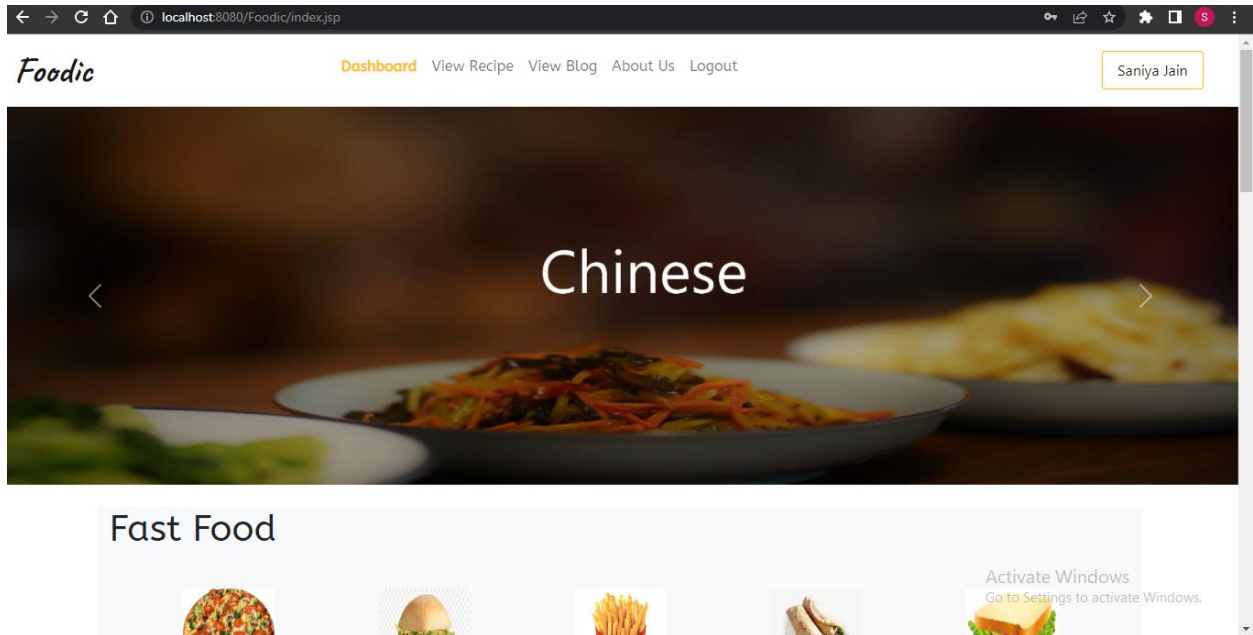 localhost:8080/Foodic/index.jsp
S
Foodic
Dashboard View Recipe View Blog About Us Logout
Saniya Jain
Chinese
Fast Food
Activate Windows
Go to Settings to activate Windows.